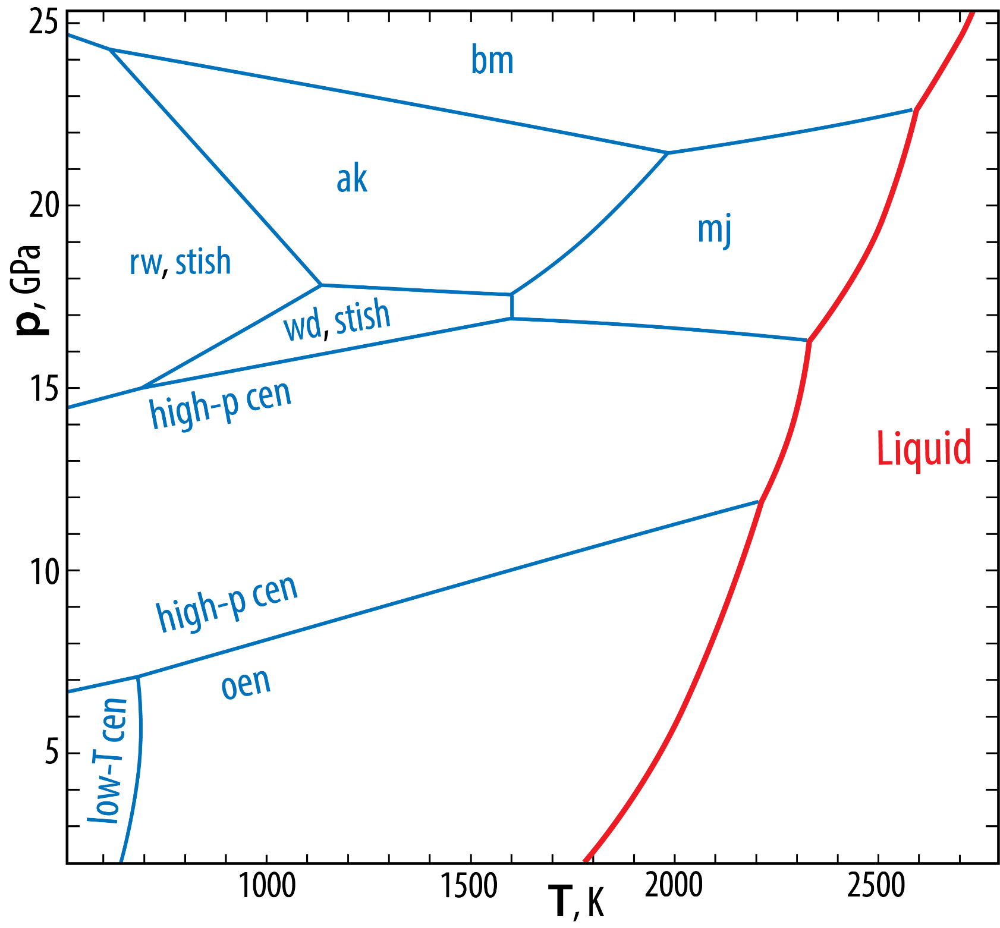 25
bm
ak
20
mj
rw, stish
p, GPa
wd, stish
15
high-p cen
Liquid
10
high-p cen
oen
low-T cen
5
1000
1500
2000
2500
T, K